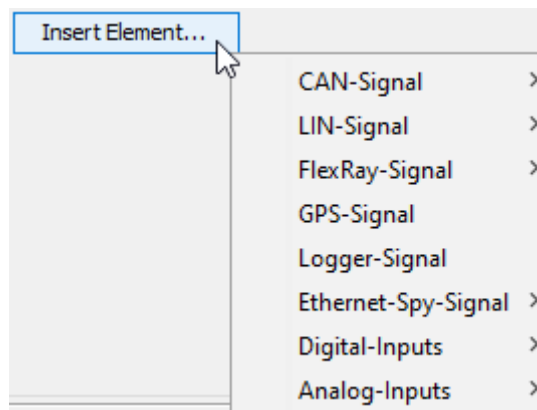 Insert Element...
CAN-Signal
LIN-Signal
FlexRay-Signal
GPS-Signal
Logger-Signal
Ethernet-Spy-Signal
Digital-Inputs
Analog-Inputs